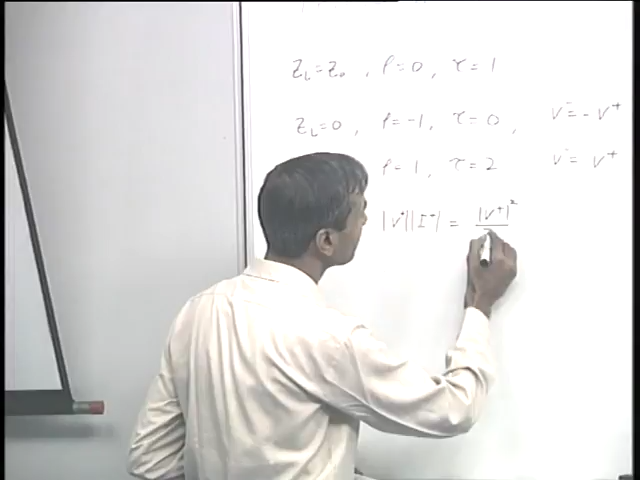 Z_L = Z_0 , ρ = 0 , τ = 1
Z_L = 0 , ρ = -1 , τ = 0 , V^- = - V^+
ρ = 1 , τ = 2 V^- = V^+
|V^+||I^+| = |V^+|^2